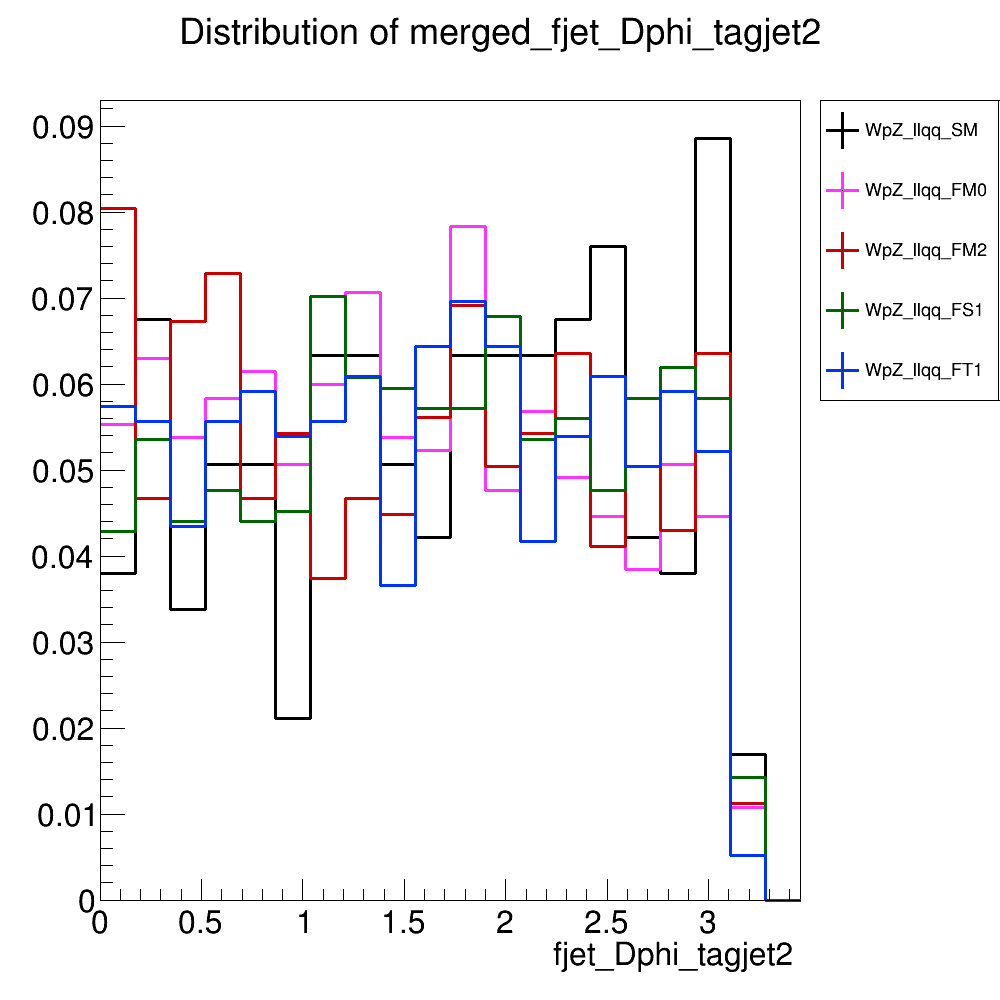 Distribution of merged_fjet_Dphi_tagjet2
0.09
0.08
0.07
0.06
0.05
0.04
0.03
0.02
0.01
0
0 0.5 1 1.5 2 2.5 3
fjet_Dphi_tagjet2
WpZ_llqq_SM
WpZ_llqq_FM0
WpZ_llqq_FM2
WpZ_llqq_FS1
WpZ_llqq_FT1